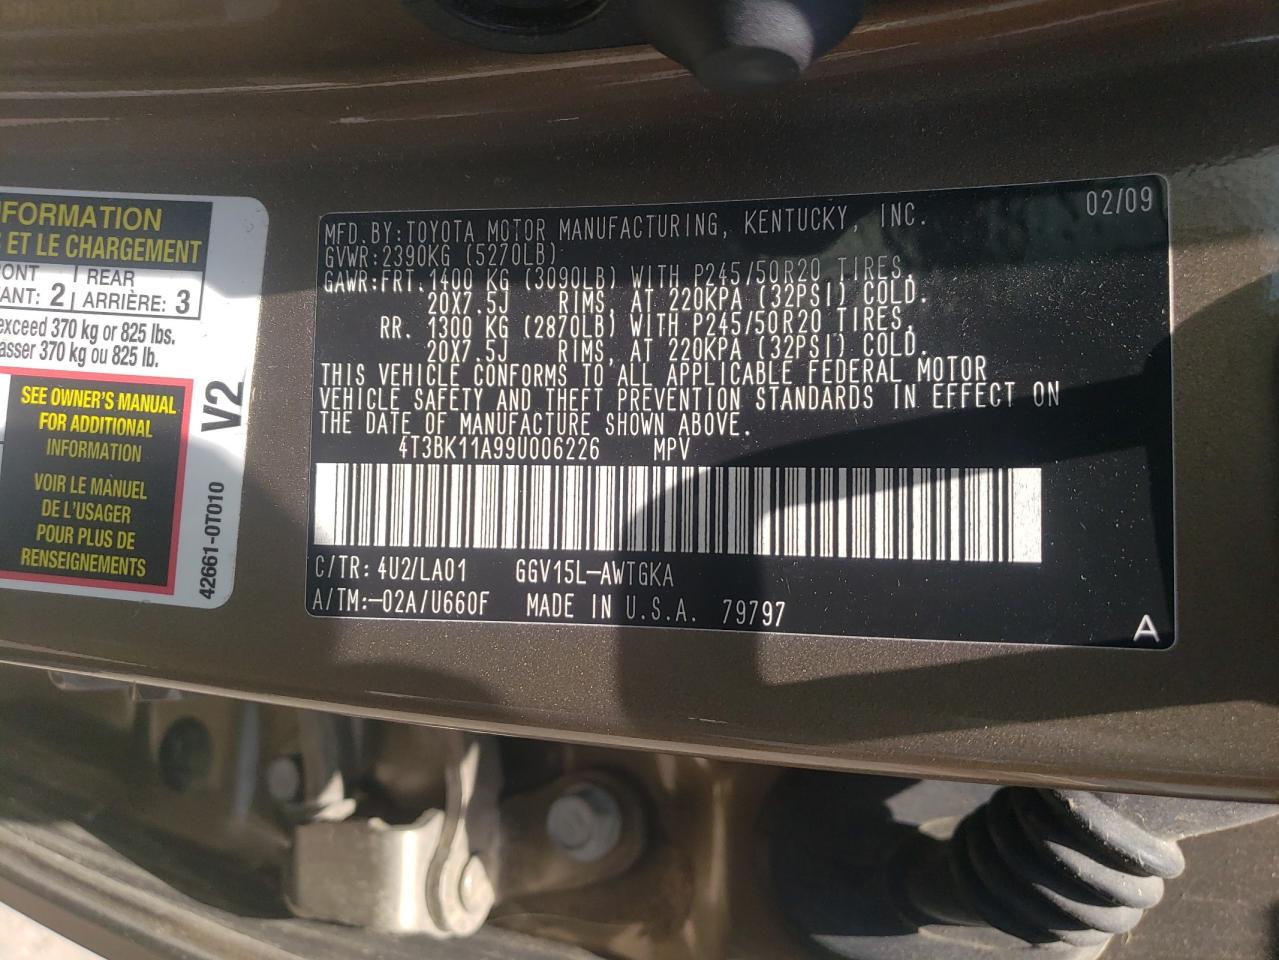 FORMATION
ET LE CHARGEMENT
REAR
2 | ARRIÈRE: 3
exceed 370 kg or 825 lbs.
asser 370 kg ou 825 lb.
SEE OWNER'S MANUAL
FOR ADDITIONAL
INFORMATION
VOIR LE MANUEL
DE L'USAGER
POUR PLUS DE
RENSEIGNEMENTS
V2
42661-0T010
MFD.BY:TOYOTA MOTOR MANUFACTURING, KENTUCKY, INC. 02/09
GVWR:2390KG (5270LB)
GAWR:FRT.1400 KG (3090LB) WITH P245/50R20 TIRES,
20X7.5J RIMS, AT 220KPA (32PSI) COLD.
RR. 1300 KG (2870LB) WITH P245/50R20 TIRES,
20X7.5J RIMS, AT 220KPA (32PSI) COLD.
THIS VEHICLE CONFORMS TO ALL APPLICABLE FEDERAL MOTOR
VEHICLE SAFETY AND THEFT PREVENTION STANDARDS IN EFFECT ON
THE DATE OF MANUFACTURE SHOWN ABOVE.
4T3BK11A99U006226 MPV
C/TR: 4U2/LA01 GGV15L-AWTGKA
A/TM:-02A/U660F MADE IN U.S.A. 79797
A